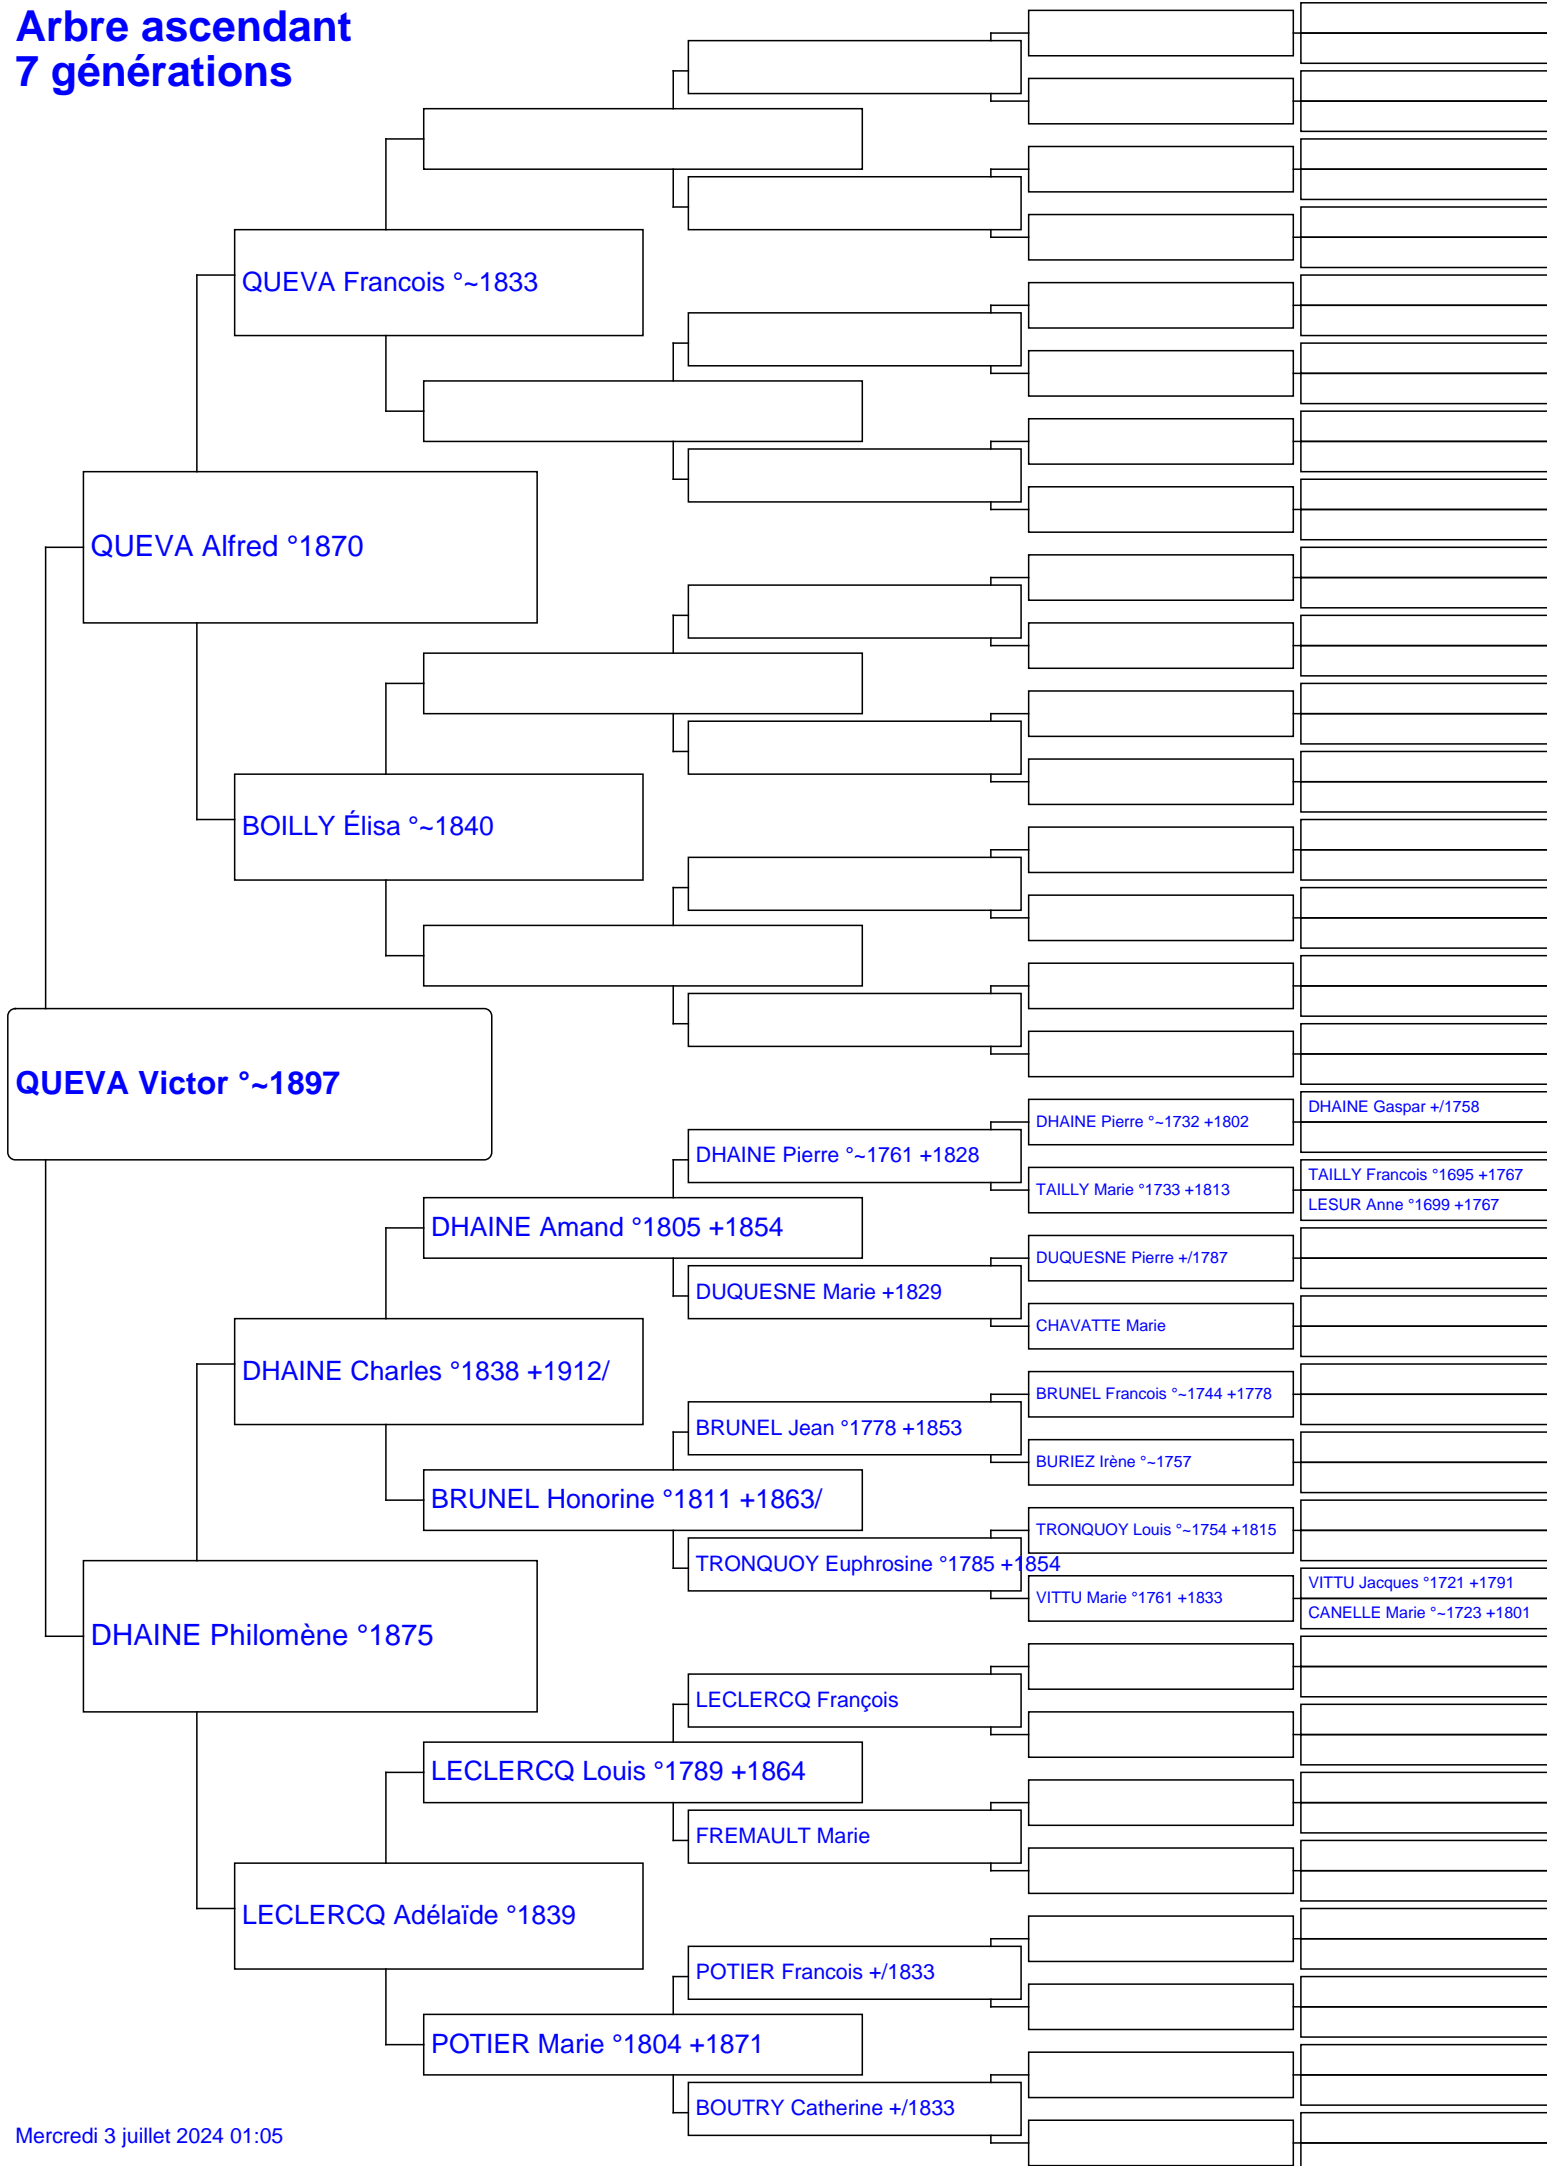 Arbre ascendant
7 générations
QUEVA Francois °~1833
QUEVA Alfred °1870
BOILLY Élisa °~1840
QUEVA Victor °~1897
DHAINE Gaspar +/1758
DHAINE Pierre °~1732 +1802
DHAINE Pierre °~1761 +1828
TAILLY Francois °1695 +1767
TAILLY Marie °1733 +1813
LESUR Anne °1699 +1767
DHAINE Amand °1805 +1854
DUQUESNE Pierre +/1787
DUQUESNE Marie +1829
CHAVATTE Marie
DHAINE Charles °1838 +1912/
BRUNEL Francois °~1744 +1778
BRUNEL Jean °1778 +1853
BURIEZ Irène °~1757
BRUNEL Honorine °1811 +1863/
TRONQUOY Louis °~1754 +1815
TRONQUOY Euphrosine °1785 +1854
VITTU Jacques °1721 +1791
VITTU Marie °1761 +1833
CANELLE Marie °~1723 +1801
DHAINE Philomène °1875
LECLERCQ François
LECLERCQ Louis °1789 +1864
FREMAULT Marie
LECLERCQ Adélaïde °1839
POTIER Francois +/1833
POTIER Marie °1804 +1871
BOUTRY Catherine +/1833
Mercredi 3 juillet 2024 01:05